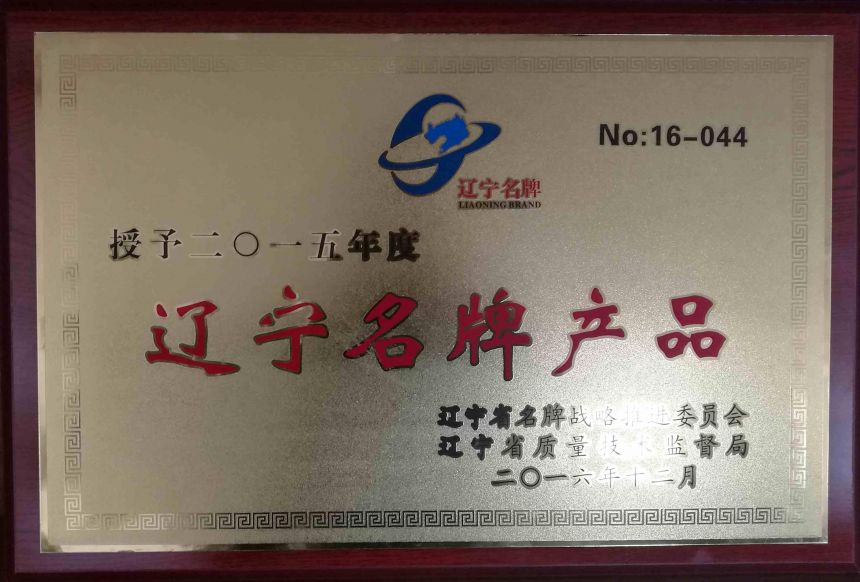 No:16-044
辽宁名牌
LIAONING BRAND
授予二〇一五年度
辽宁名牌产品
辽宁省名牌战略推进委员会
辽宁省质量技术监督局
二〇一六年十二月